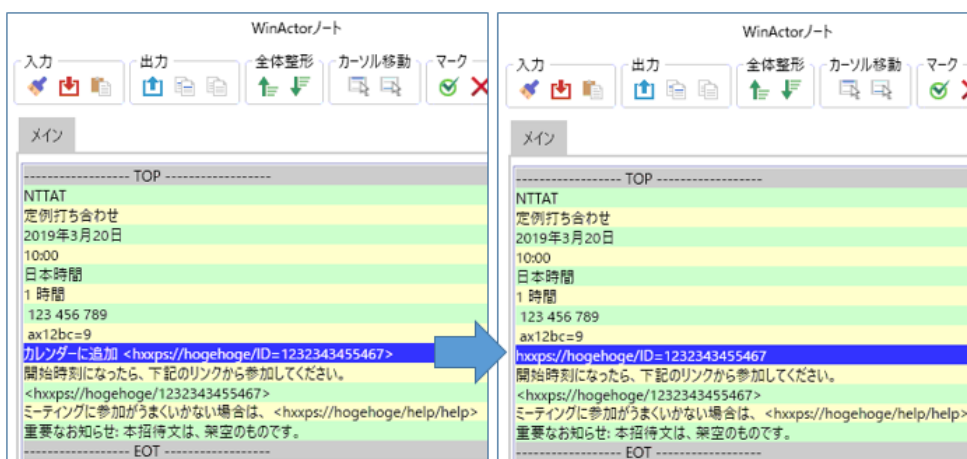 WinActorノート
入力 出力 全体整形 カーソル移動 マーク
メイン
------------------ TOP ------------------
NTTAT
定例打ち合わせ
2019年3月20日
10:00
日本時間
1 時間
123 456 789
ax12bc=9
カレンダーに追加 <hxxps://hogehoge/ID=1232343455467>
開始時刻になったら、下記のリンクから参加してください。
<hxxps://hogehoge/1232343455467>
ミーティングに参加がうまくいかない場合は、 <hxxps://hogehoge/help/help>
重要なお知らせ: 本招待文は、架空のものです。
------------------ EOT ------------------
WinActorノート
入力 出力 全体整形 カーソル移動 マーク
メイン
------------------ TOP ------------------
NTTAT
定例打ち合わせ
2019年3月20日
10:00
日本時間
1 時間
123 456 789
ax12bc=9
hxxps://hogehoge/ID=1232343455467
開始時刻になったら、下記のリンクから参加してください。
<hxxps://hogehoge/1232343455467>
ミーティングに参加がうまくいかない場合は、 <hxxps://hogehoge/help/help>
重要なお知らせ: 本招待文は、架空のものです。
------------------ EOT ------------------